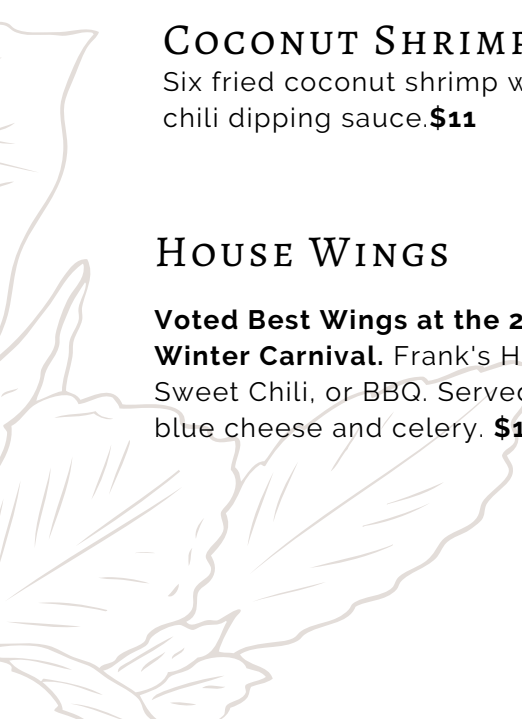 Coconut Shrimp
Six fried coconut shrimp
chili dipping sauce.$11
House Wings
Voted Best Wings at the
Winter Carnival. Frank's
Sweet Chili, or BBQ. Served
blue cheese and celery.